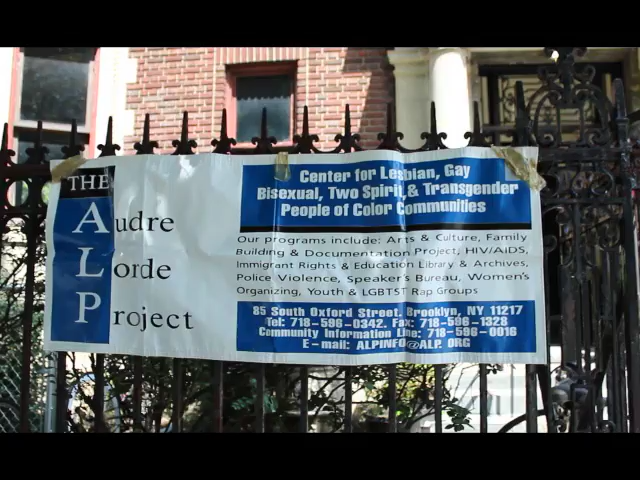 THE
Audre
Lorde
Project
Center for Lesbian, Gay
Bisexual, Two Spirit, & Transgender
People of Color Communities
Our programs include: Arts & Culture, Family
Building & Documentation Project, HIV/AIDS,
Immigrant Rights & Education Library & Archives,
Police Violence, Speaker's Bureau, Women's
Organizing, Youth & LGBTST Rap Groups
85 South Oxford Street, Brooklyn, NY 11217
Tel: 718-596-0342. Fax: 718-596-1328
Community Information Line: 718-596-0016
E-mail: ALPINFO@ALP. ORG